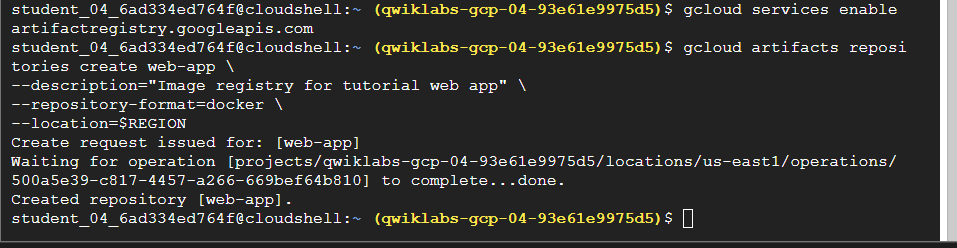 student_04_6ad334ed764f@cloudshell:~ (qwiklabs-gcp-04-93e61e9975d5)$ gcloud services enable
artifactregistry.googleapis.com
student_04_6ad334ed764f@cloudshell:~ (qwiklabs-gcp-04-93e61e9975d5)$ gcloud artifacts reposi
tories create web-app \
--description="Image registry for tutorial web app" \
--repository-format=docker \
--location=$REGION
Create request issued for: [web-app]
Waiting for operation [projects/qwiklabs-gcp-04-93e61e9975d5/locations/us-east1/operations/
500a5e39-c817-4457-a266-669bef64b810] to complete...done.
Created repository [web-app].
student_04_6ad334ed764f@cloudshell:~ (qwiklabs-gcp-04-93e61e9975d5)$